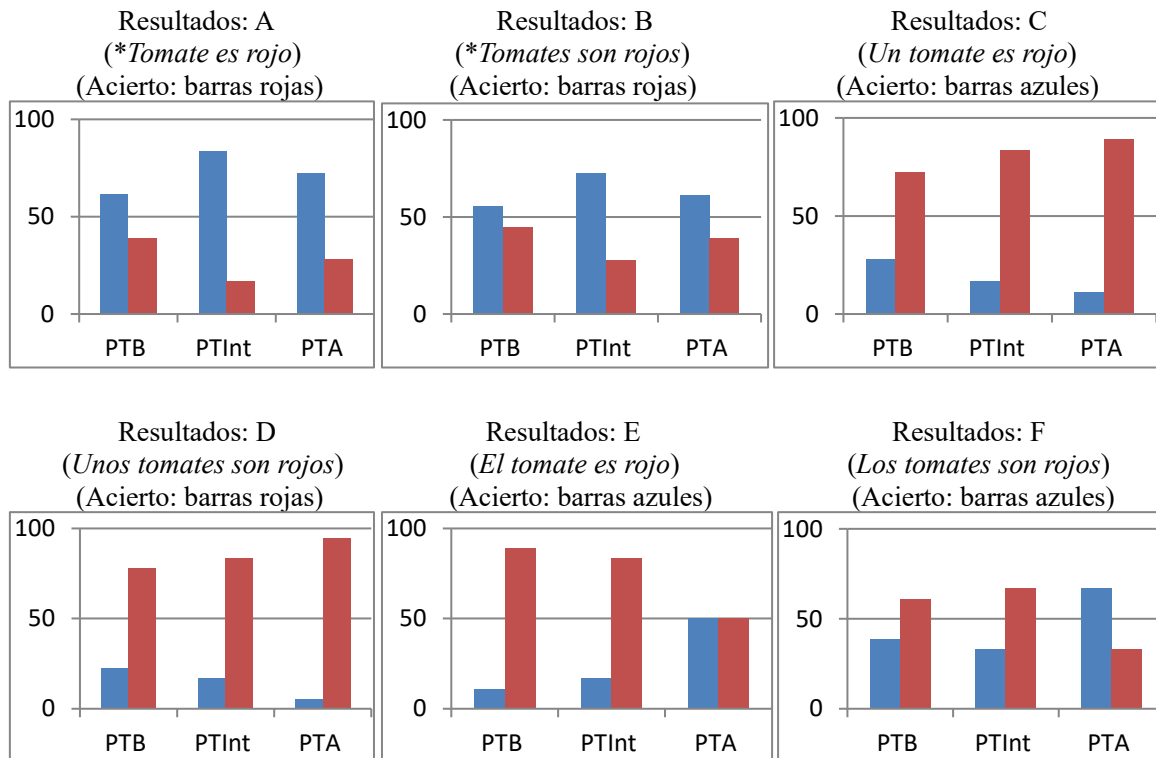 Resultados: A
(*Tomate es rojo)
(Acierto: barras rojas)
100
50
0
PTB PTInt PTA
Resultados: B
(*Tomates son rojos)
(Acierto: barras rojas)
100
50
0
PTB PTInt PTA
Resultados: C
(Un tomate es rojo)
(Acierto: barras azules)
100
50
0
PTB PTInt PTA
Resultados: D
(Unos tomates son rojos)
(Acierto: barras rojas)
100
50
0
PTB PTInt PTA
Resultados: E
(El tomate es rojo)
(Acierto: barras azules)
100
50
0
PTB PTInt PTA
Resultados: F
(Los tomates son rojos)
(Acierto: barras azules)
100
50
0
PTB PTInt PTA